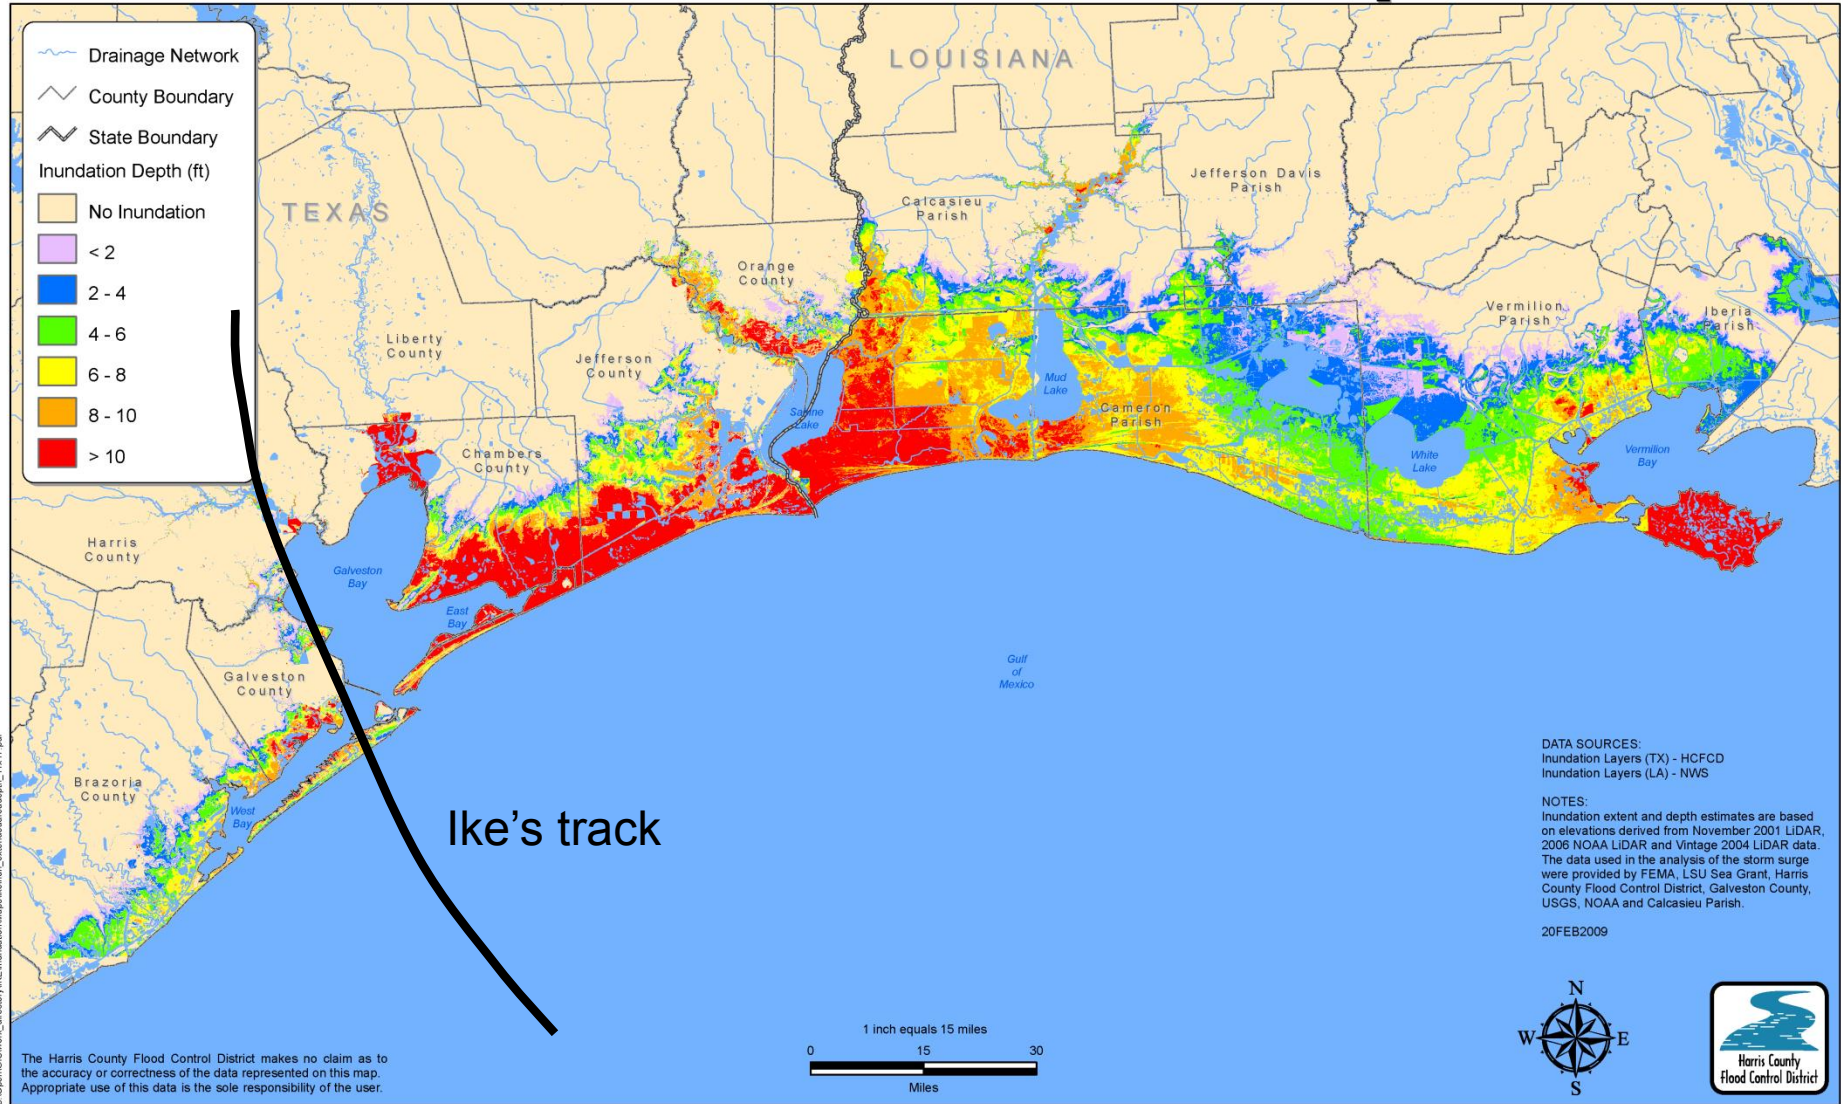 Drainage Network
County Boundary
State Boundary
Inundation Depth (ft)
No Inundation
< 2
2 - 4
4 - 6
6 - 8
8 - 10
> 10
LOUISIANA
TEXAS
Jefferson Davis
Parish
Calcasieu
Parish
Orange
County
Vermilion
Parish
Iberia
Parish
Liberty
County
Jefferson
County
Mud
Lake
Sabine
Lake
Cameron
Parish
Chambers
County
White
Lake
Vermilion
Bay
Harris
County
Galveston
Bay
East
Bay
Galveston
County
Gulf
of
Mexico
Brazoria
County
West
Bay
Ike’s track
DATA SOURCES:
Inundation Layers (TX) - HCFCD
Inundation Layers (LA) - NWS
NOTES:
Inundation extent and depth estimates are based
on elevations derived from November 2001 LiDAR,
2006 NOAA LiDAR and Vintage 2004 LiDAR data.
The data used in the analysis of the storm surge
were provided by FEMA, LSU Sea Grant, Harris
County Flood Control District, Galveston County,
USGS, NOAA and Calcasieu Parish.
20FEB2009
1 inch equals 15 miles
0 15 30
Miles
N
W E
S
Harris County
Flood Control District
The Harris County Flood Control District makes no claim as to
the accuracy or correctness of the data represented on this map.
Appropriate use of this data is the sole responsibility of the user.